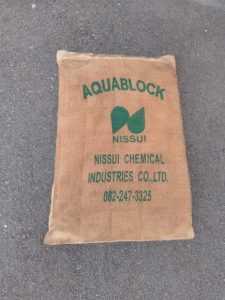 AQUABLOCK
NISSUI
NISSUI CHEMICAL
INDUSTRIES CO.,LTD.
082-247-3325